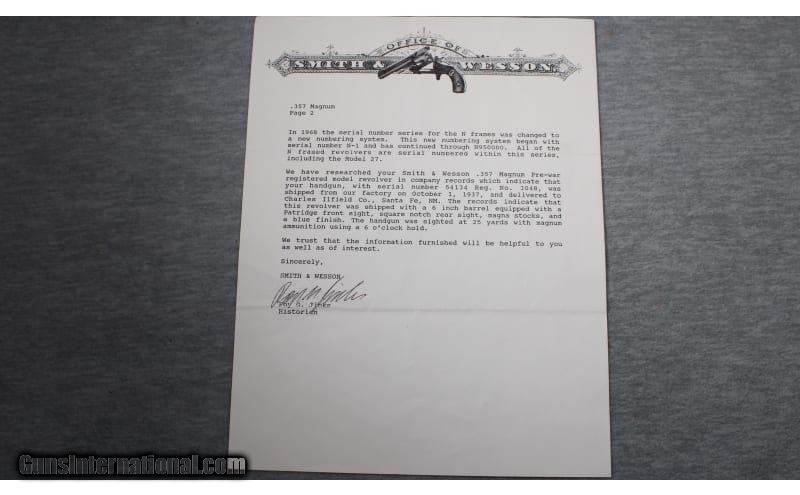 OFFICE OF
SMITH & WESSON.
.357 Magnum
Page 2
In 1968 the serial number series for the N frames was changed to
a new numbering system. This new numbering system began with
serial number N-1 and has continued through N950000. All of the
N frased revolvers are serial numbered within this series,
including the Model 27.
We have researched your Smith & Wesson .357 Magnum Pre-war
registered model revolver in company records which indicate that
your handgun, with serial number 54134 Reg. No. 3048, was
shipped from our factory on October 1, 1937, and delivered to
Charles Ilfield Co., Santa Fe, NM. The records indicate that
this revolver was shipped with a 6 inch barrel equipped with a
Patridge front sight, square notch rear sight, magna stocks, and
a blue finish. The handgun was sighted at 25 yards with magnum
ammunition using a 6 o'clock hold.
We trust that the information furnished will be helpful to you
as well as of interest.
Sincerely,
SMITH & WESSON
Roy G. Jinks
Historian
GunsInternational.com